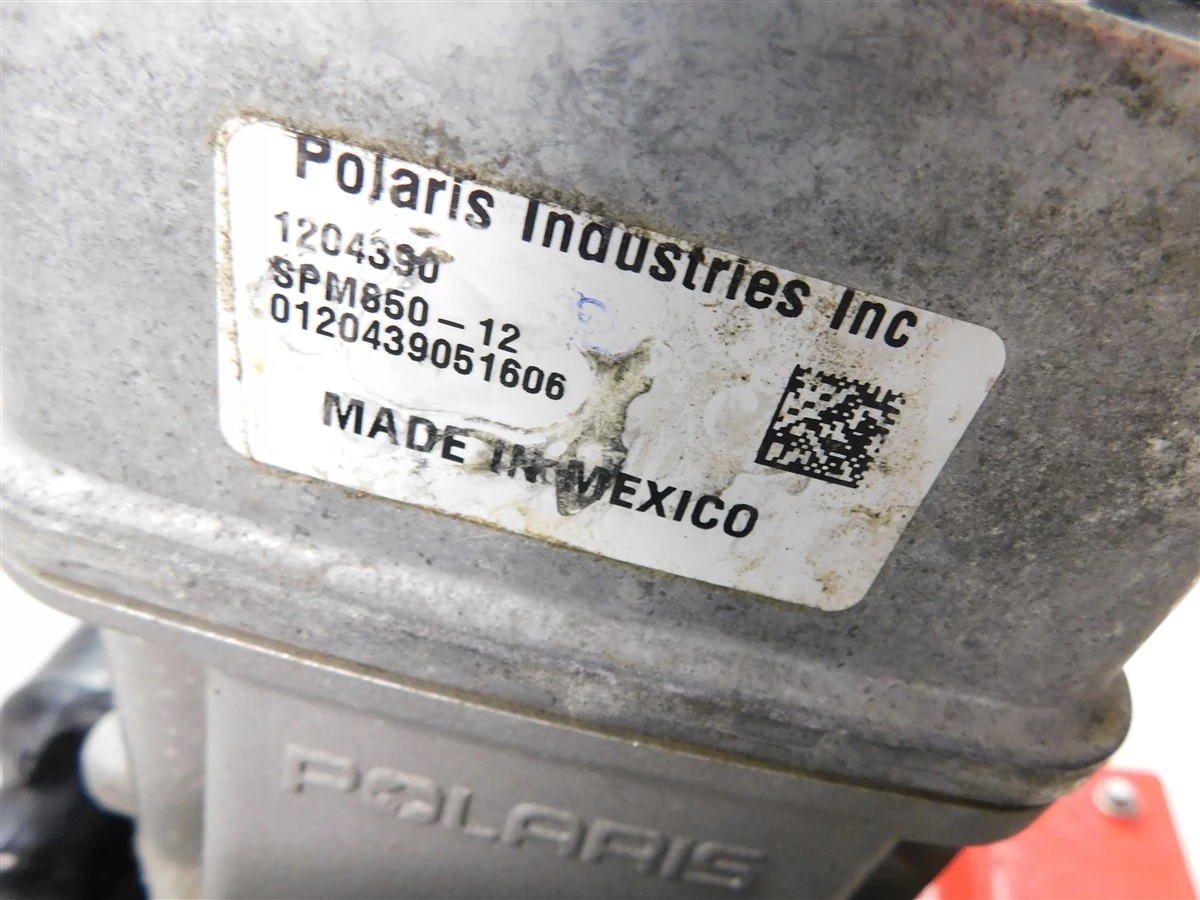 Polaris Industries Inc
1204390
SPM850-12
0120439051606
MADE IN MEXICO
POLARIS